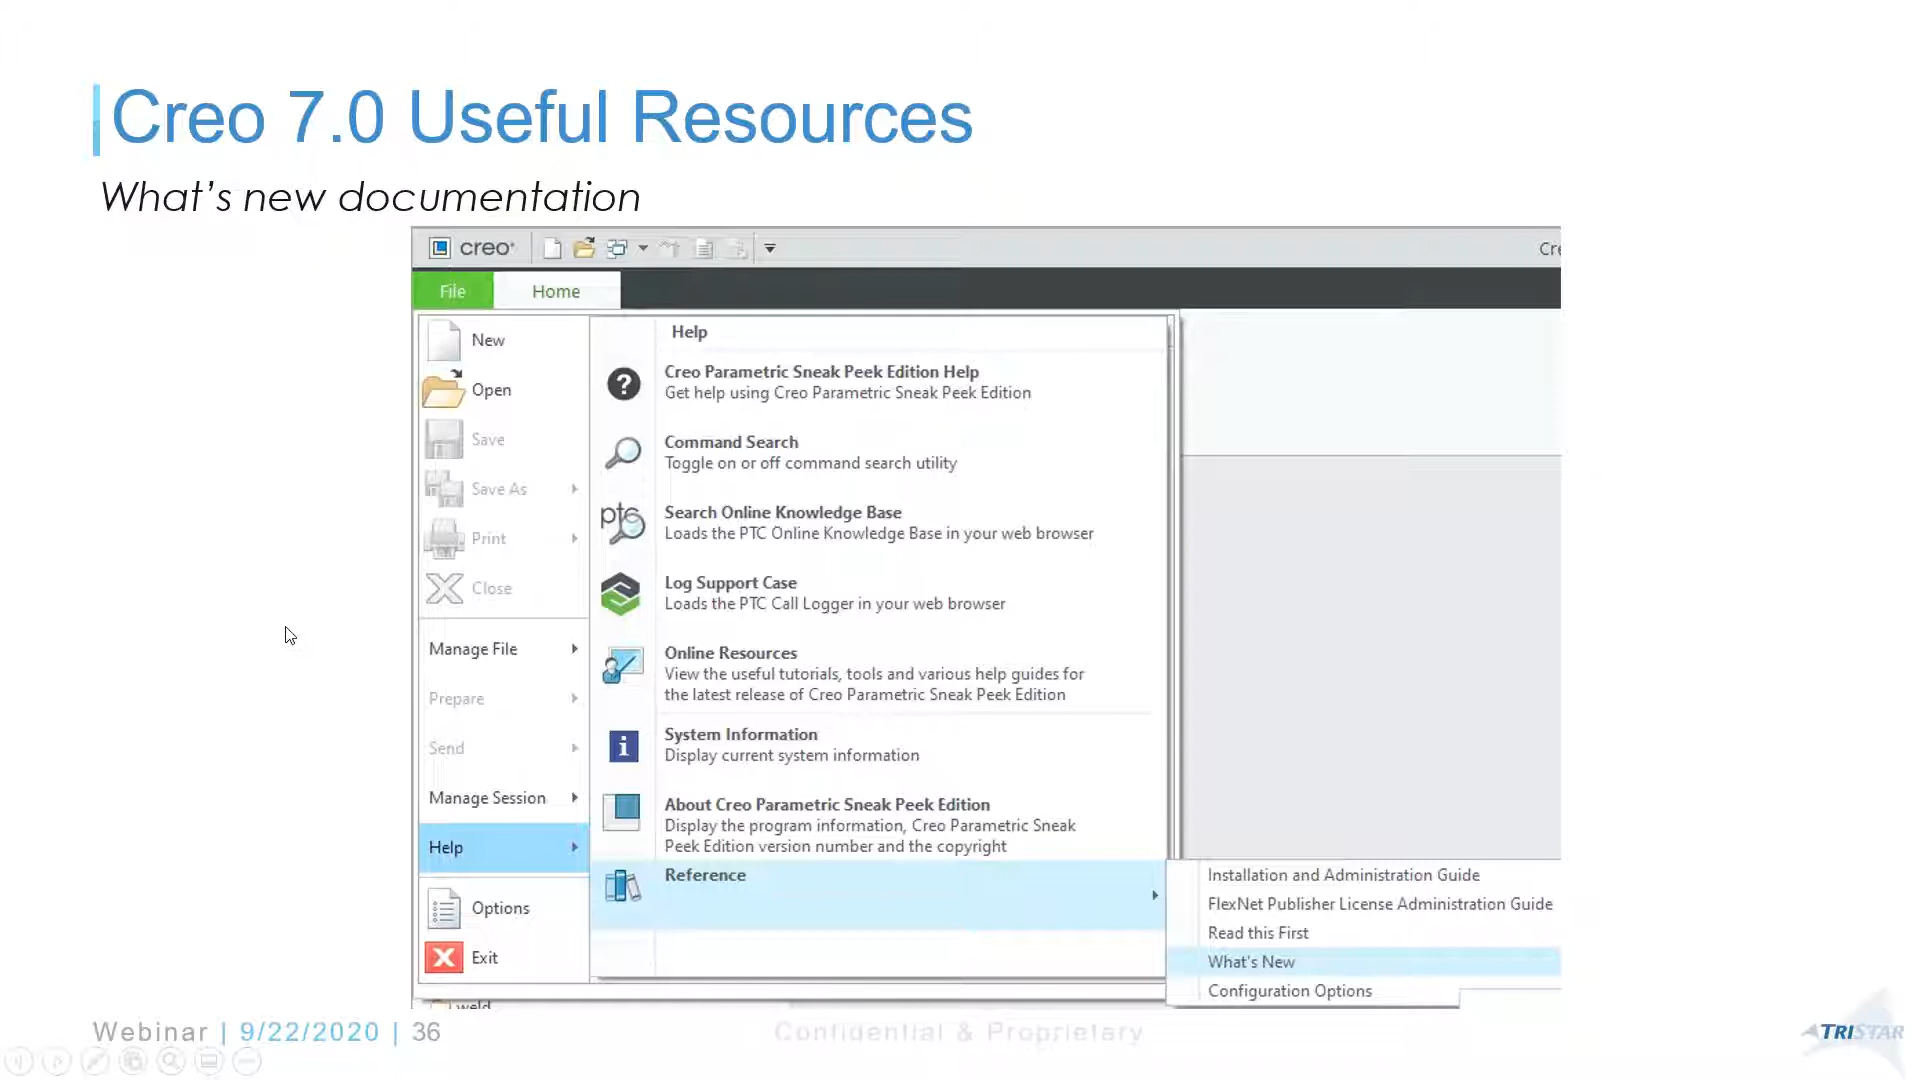 Creo 7.0 Useful Resources
What's new documentation
creo
Cre
File
Home
New
Open
Save
Save As
Print
Close
Manage File
Prepare
Send
Manage Session
Help
Options
Exit
Help
Creo Parametric Sneak Peek Edition Help
Get help using Creo Parametric Sneak Peek Edition
Command Search
Toggle on or off command search utility
ptc
Search Online Knowledge Base
Loads the PTC Online Knowledge Base in your web browser
Log Support Case
Loads the PTC Call Logger in your web browser
Online Resources
View the useful tutorials, tools and various help guides for
the latest release of Creo Parametric Sneak Peek Edition
System Information
Display current system information
About Creo Parametric Sneak Peek Edition
Display the program information, Creo Parametric Sneak
Peek Edition version number and the copyright
Reference
Installation and Administration Guide
FlexNet Publisher License Administration Guide
Read this First
What's New
Configuration Options
weld
Webinar | 9/22/2020 | 36
Confidential & Proprietary
TRISTAR